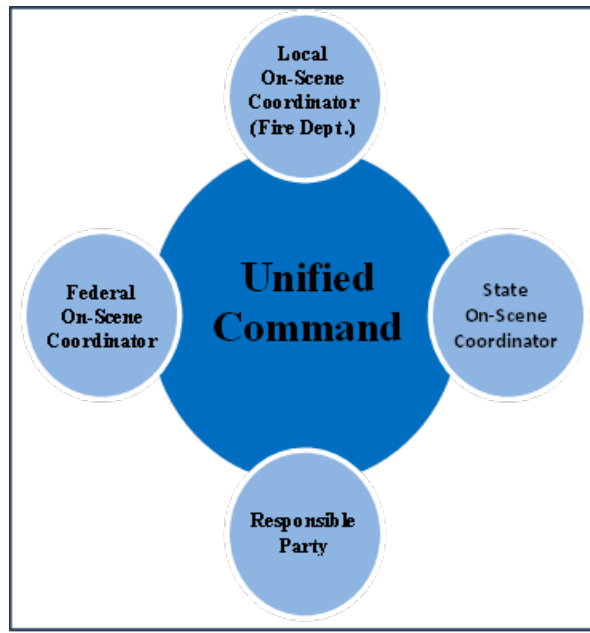 Local
On-Scene
Coordinator
(Fire Dept.)
Unified
Command
Federal
On-Scene
Coordinator
State
On-Scene
Coordinator
Responsible
Party